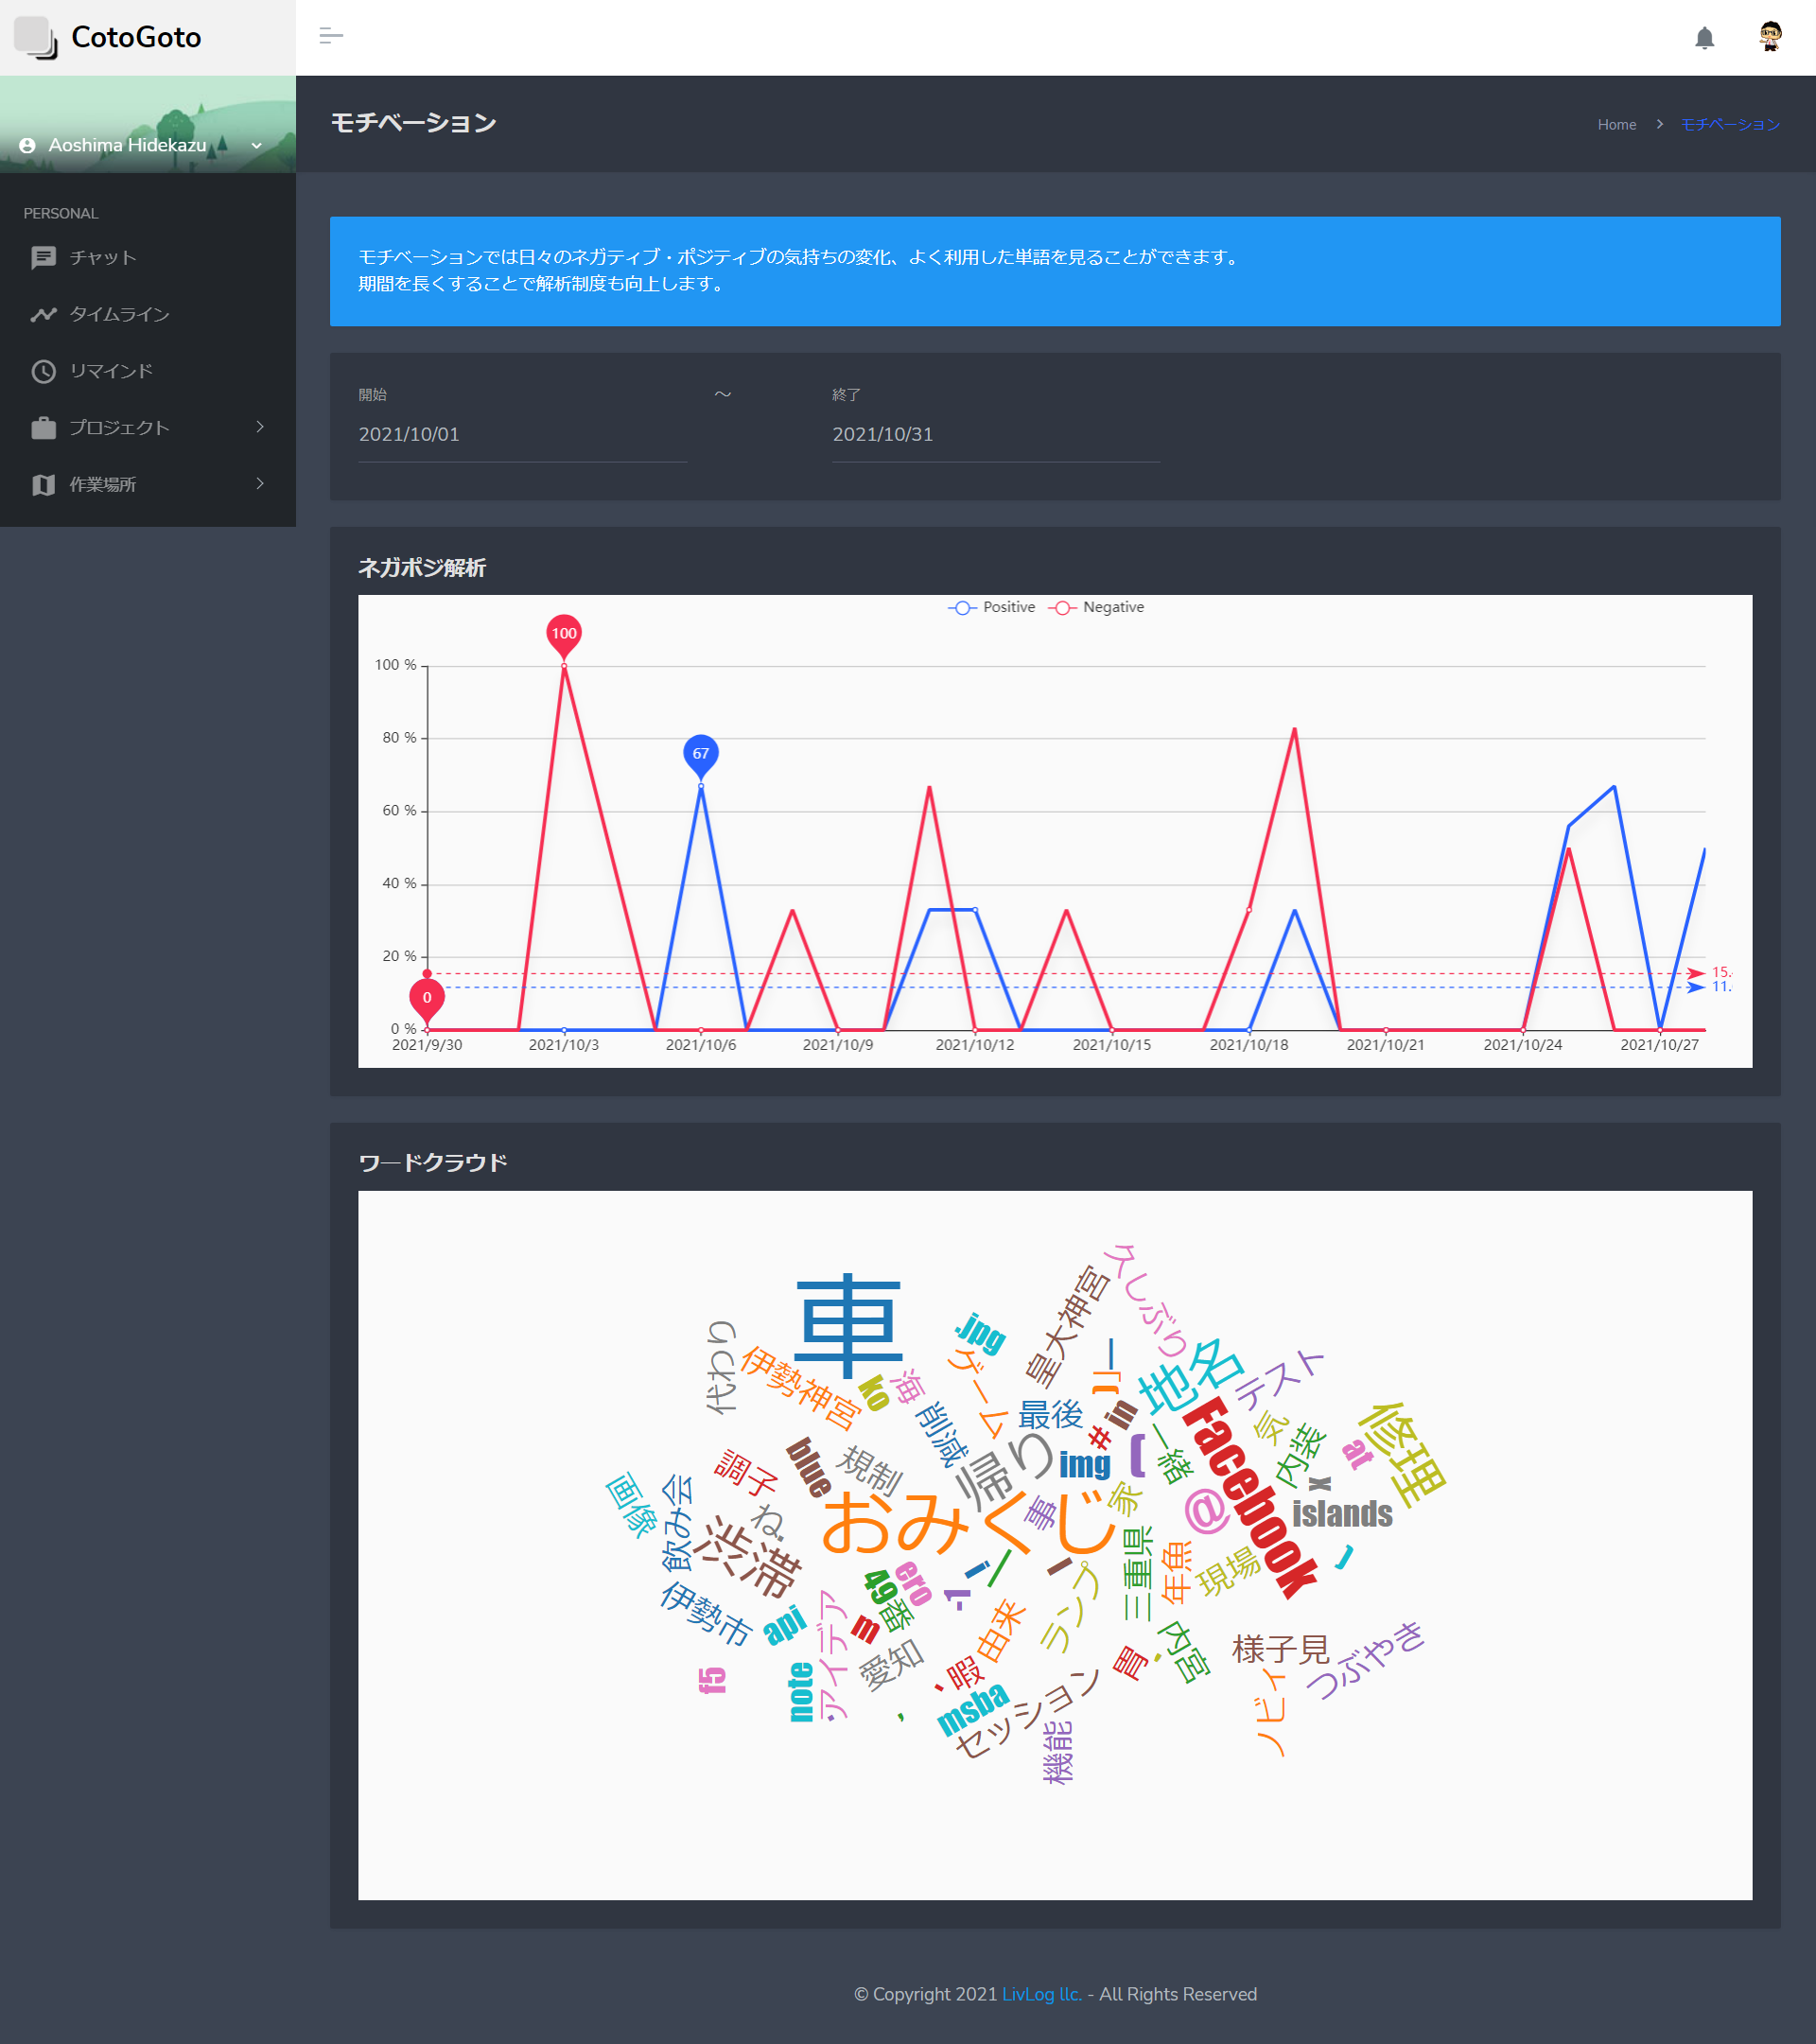 CotoGoto
Aoshima Hidekazu
PERSONAL
チャット
タイムライン
リマインド
プロジェクト
作業場所
モチベーション
Home
モチベーション
モチベーションでは日々のネガティブ・ポジティブの気持ちの変化、よく利用した単語を見ることができます。
期間を長くすることで解析制度も向上します。
開始
～
終了
2021/10/01
2021/10/31
ネガポジ解析
Positive
Negative
100
67
0
100 %
80 %
60 %
40 %
20 %
0 %
15.
11.
2021/9/30
2021/10/3
2021/10/6
2021/10/9
2021/10/12
2021/10/15
2021/10/18
2021/10/21
2021/10/24
2021/10/27
ワードクラウド
久しぶり
皇大神宮
車
.jpg
代わり
伊勢神宮
ko
海
ゲーム
地名
テスト
最後
in
#
削減
気
修理
at
内装
Facebook
一緒
(
img
帰り
規制
blue
調子
画像
飲み会
ね.
渋滞
おみくじ
事
家
@
x
islands
三重県
年魚
現場
ランプ
-1
ero
49番
伊勢市
api
アイデア
m
由来
愛知
内宮
様子見
つぶやき
f5
note
暇
胃
msba
セッション
機能
ノビィ
© Copyright 2021 LivLog llc. - All Rights Reserved